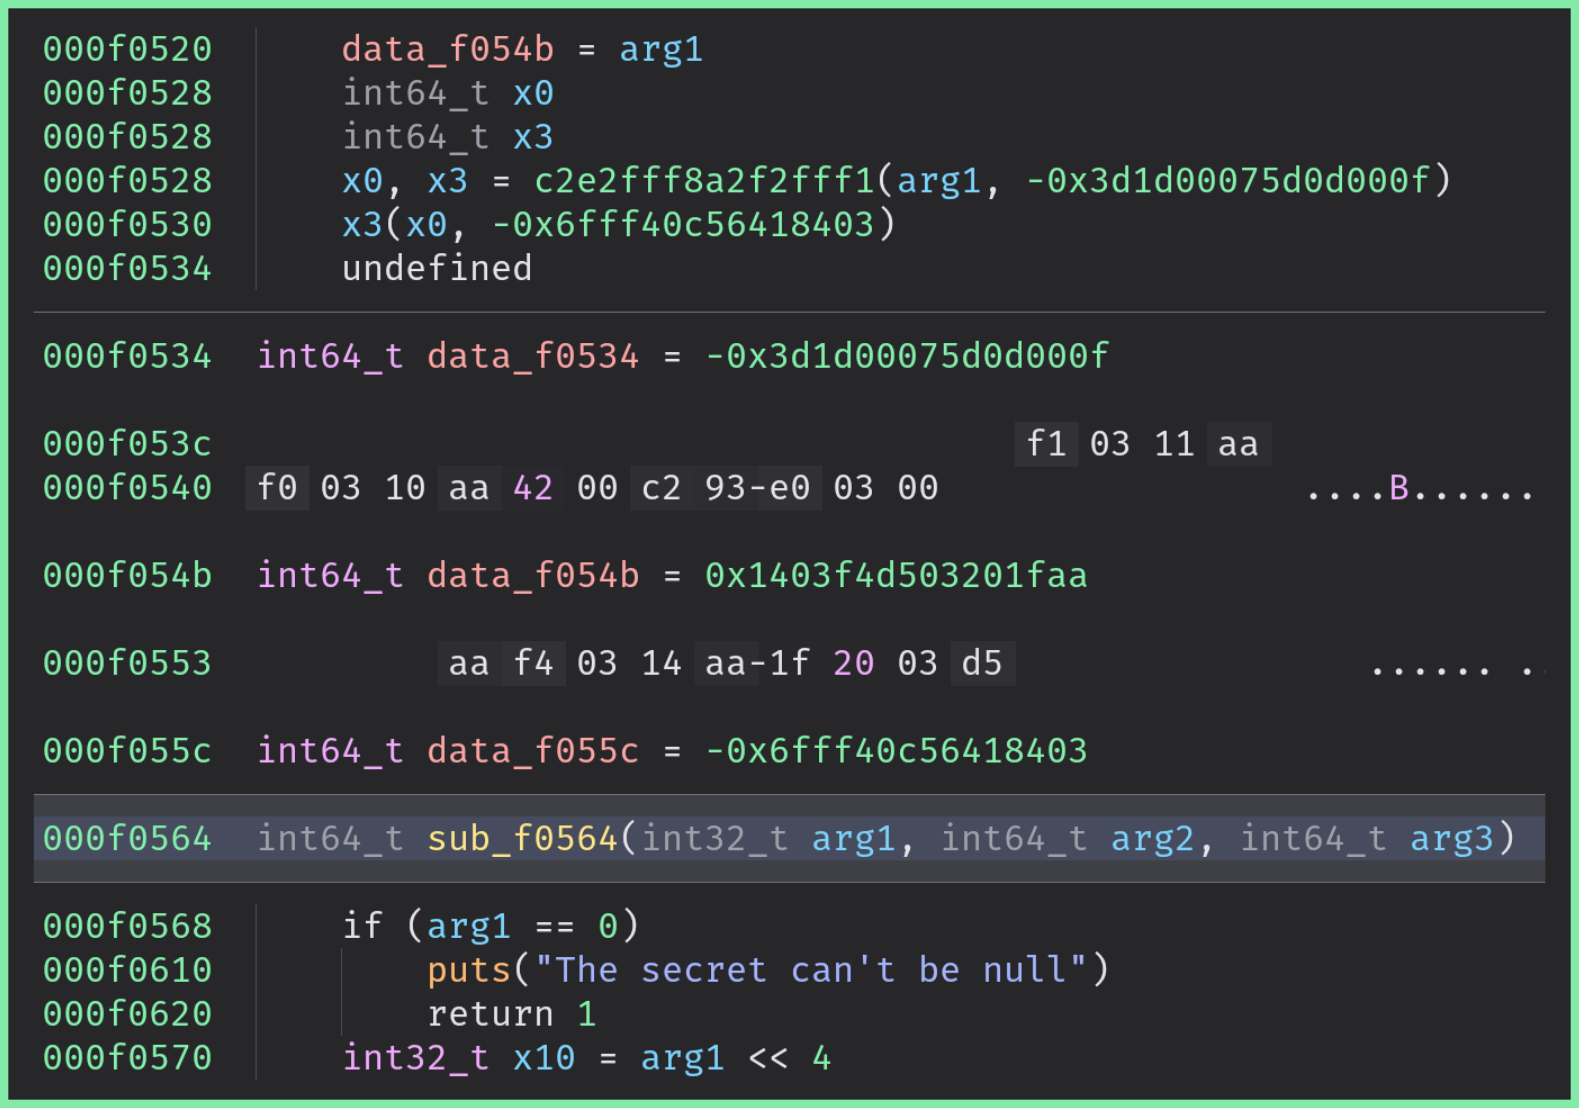 000f0520 data_f054b = arg1
000f0528 int64_t x0
000f0528 int64_t x3
000f0528 x0, x3 = c2e2fff8a2f2fff1(arg1, -0x3d1d00075d0d000f)
000f0530 x3(x0, -0x6fff40c56418403)
000f0534 undefined
000f0534 int64_t data_f0534 = -0x3d1d00075d0d000f
000f053c f1 03 11 aa
000f0540 f0 03 10 aa 42 00 c2 93-e0 03 00 ....B......
000f054b int64_t data_f054b = 0x1403f4d503201faa
000f0553 aa f4 03 14 aa-1f 20 03 d5 ...... .
000f055c int64_t data_f055c = -0x6fff40c56418403
000f0564 int64_t sub_f0564(int32_t arg1, int64_t arg2, int64_t arg3)
000f0568 if (arg1 == 0)
000f0610 puts("The secret can't be null")
000f0620 return 1
000f0570 int32_t x10 = arg1 << 4